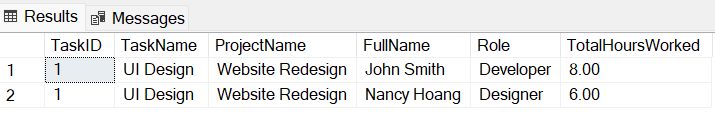 Results Messages
TaskID TaskName ProjectName FullName Role TotalHoursWorked
1 1 UI Design Website Redesign John Smith Developer 8.00
2 1 UI Design Website Redesign Nancy Hoang Designer 6.00